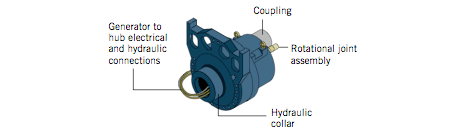 Coupling
Generator to
hub electrical
and hydraulic
connections
Rotational joint
assembly
Hydraulic
collar